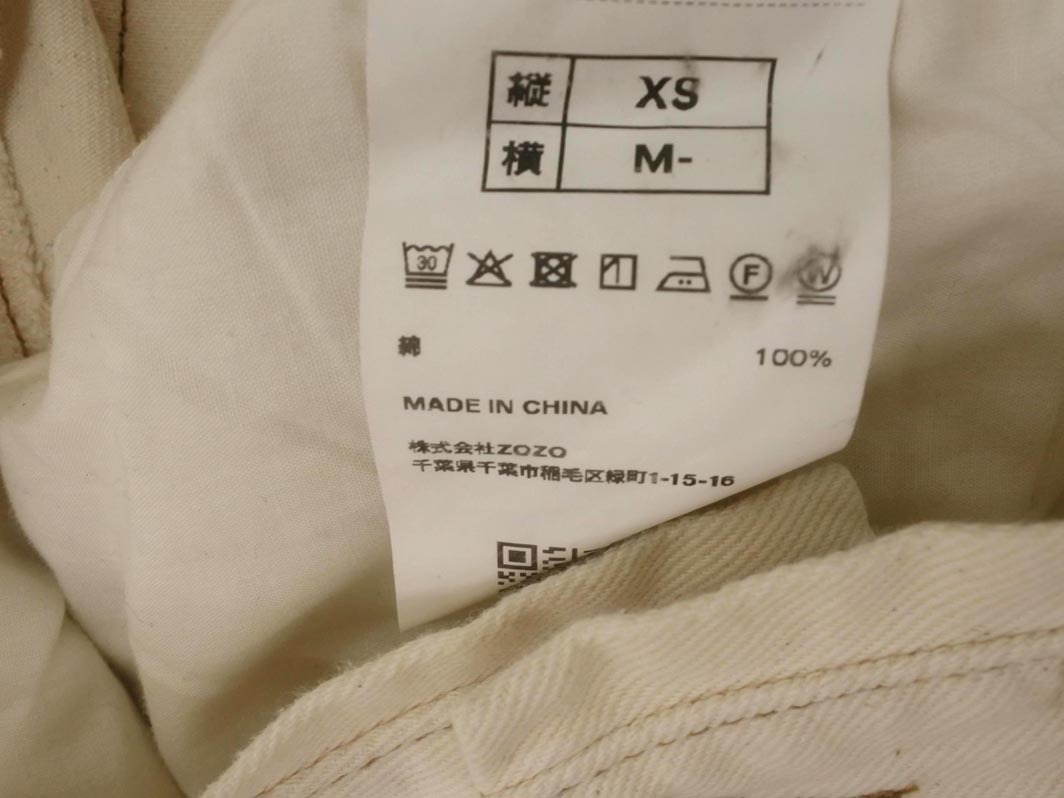 縦 XS
横 M-
30 F W
綿 100%
MADE IN CHINA
株式会社ZOZO
千葉県千葉市稲毛区緑町1-15-16